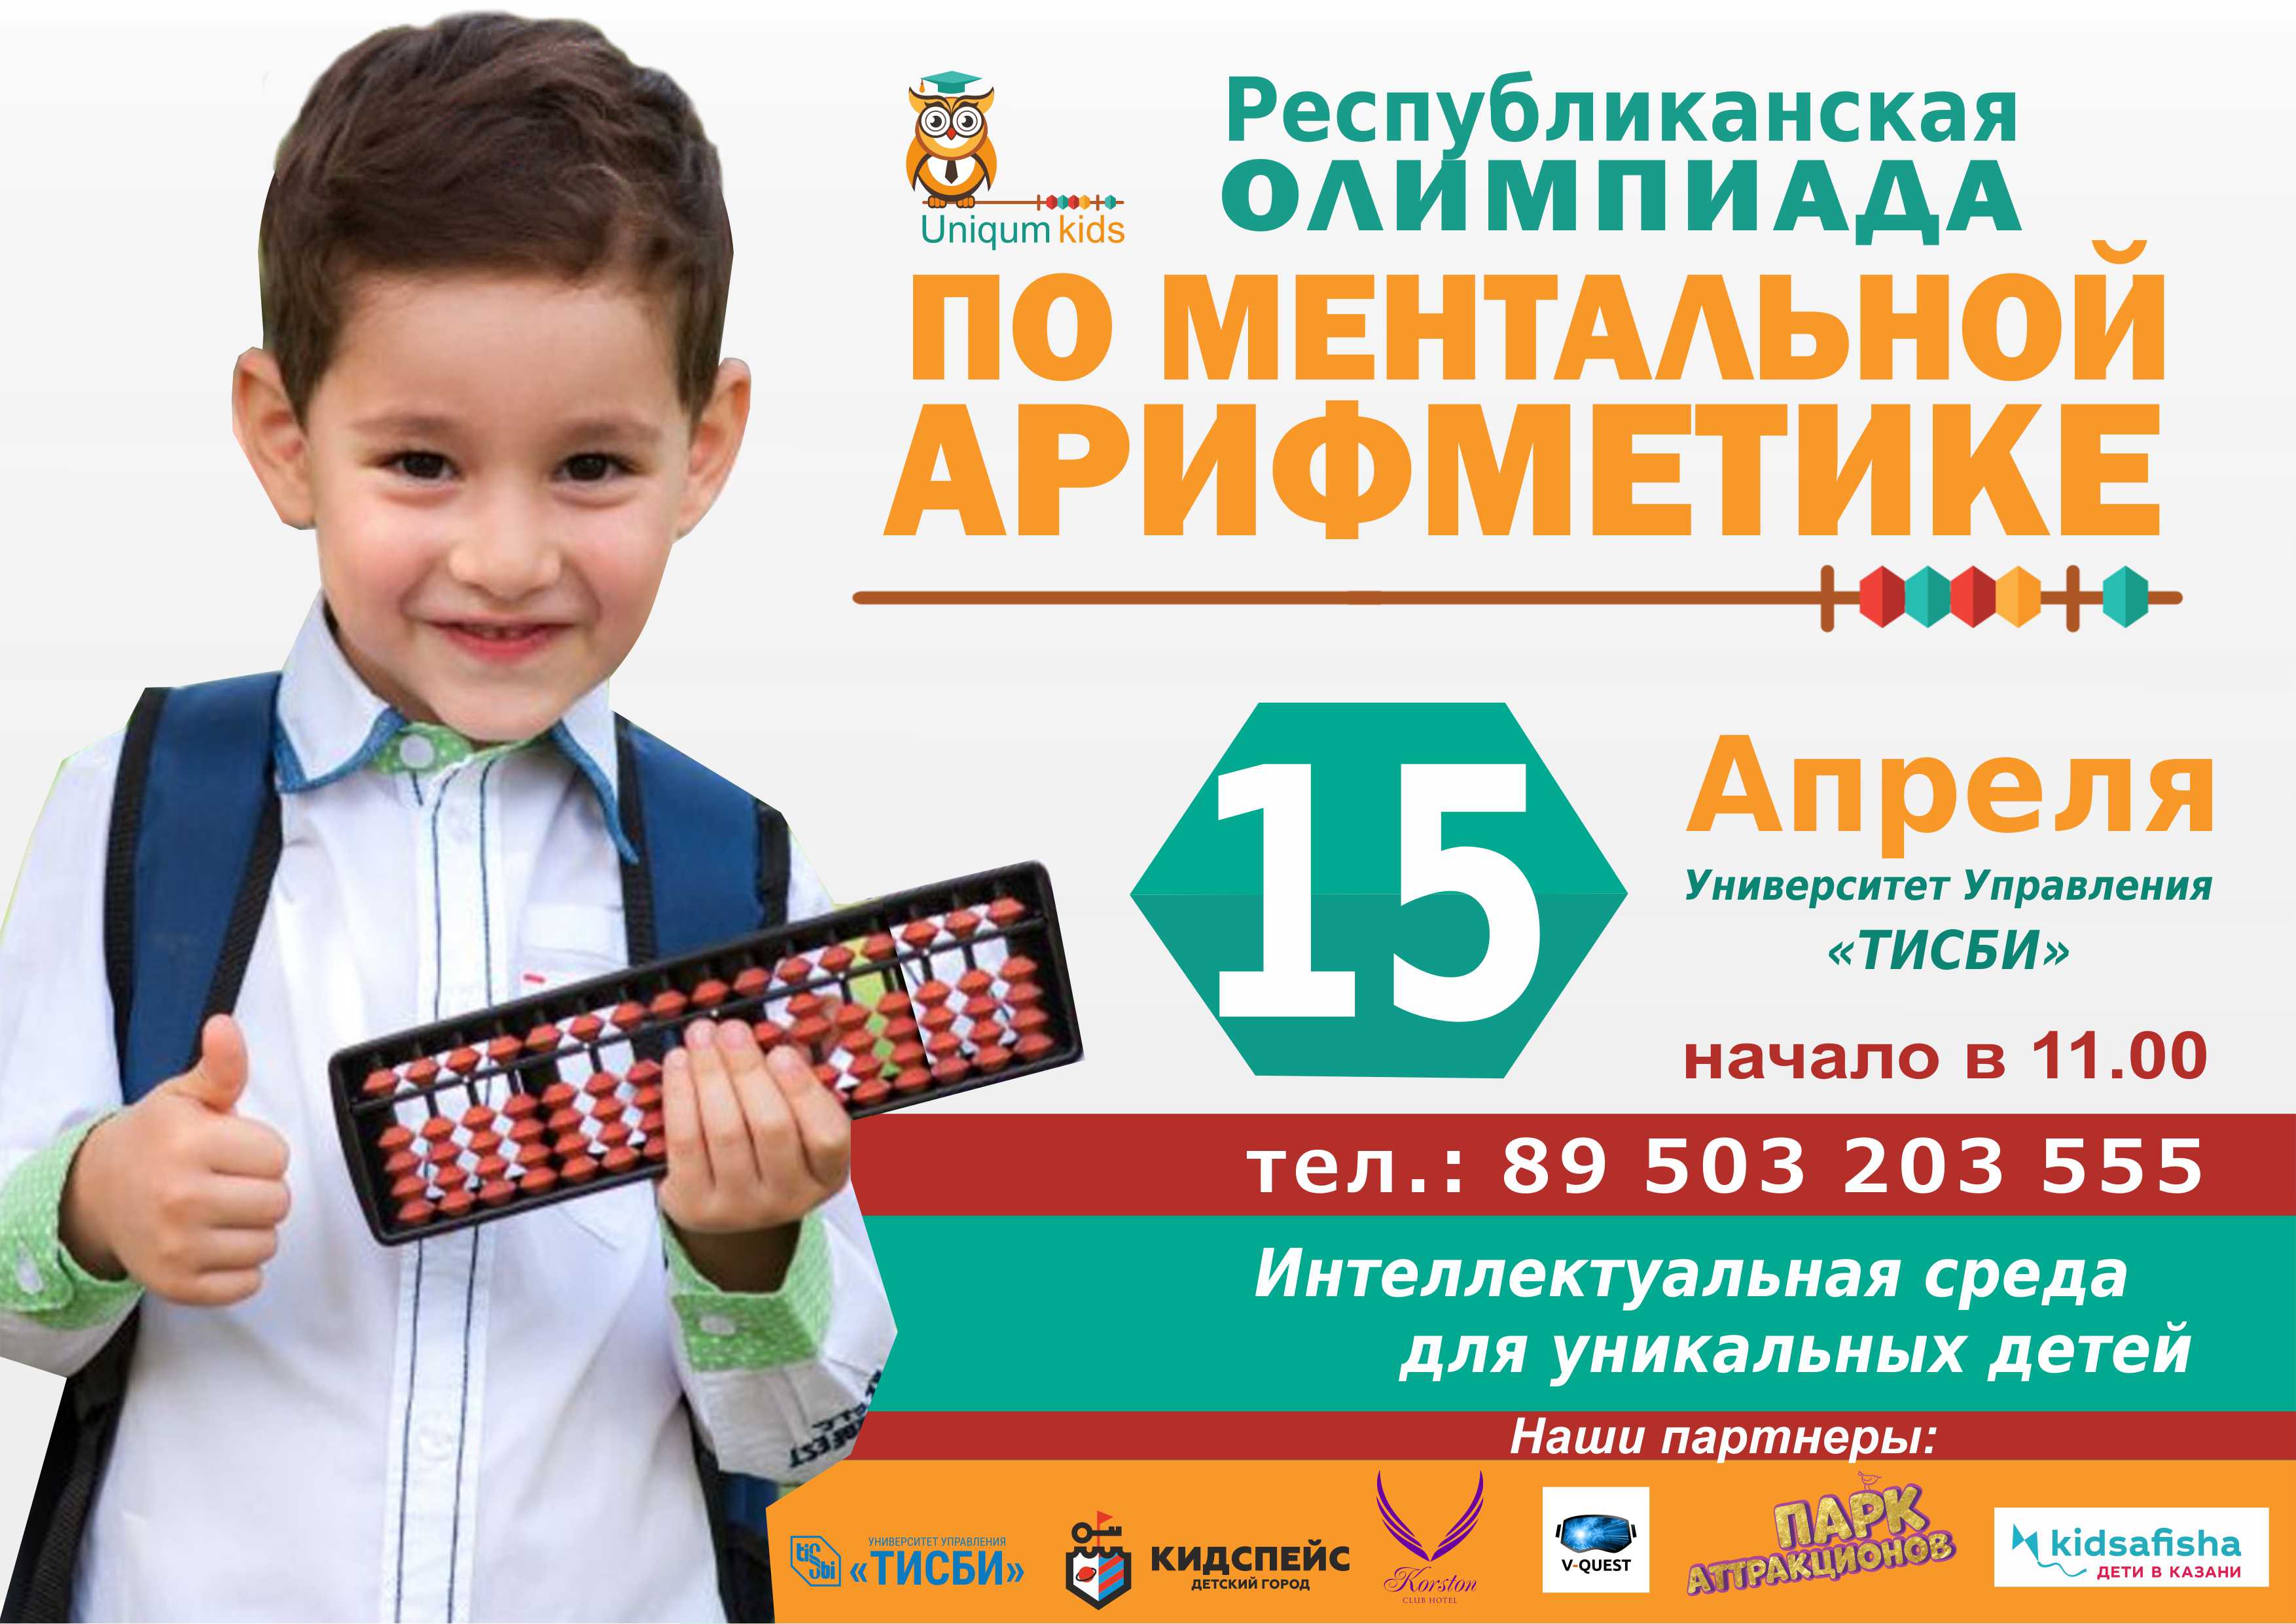 Республиканская
ОЛИМПИАДА
Uniqum kids
ПО МЕНТАЛЬНОЙ
АРИФМЕТИКЕ
15
Апреля
Университет Управления
«ТИСБИ»
начало в 11.00
тел.: 89 503 203 555
Интеллектуальная среда
для уникальных детей
Наши партнеры:
tisbi
УНИВЕРСИТЕТ УПРАВЛЕНИЯ
«ТИСБИ»
КИДСПЕЙС
ДЕТСКИЙ ГОРОД
Korston
CLUB HOTEL
V-QUEST
ПАРК
АТТРАКЦИОНОВ
kidsafisha
ДЕТИ В КАЗАНИ